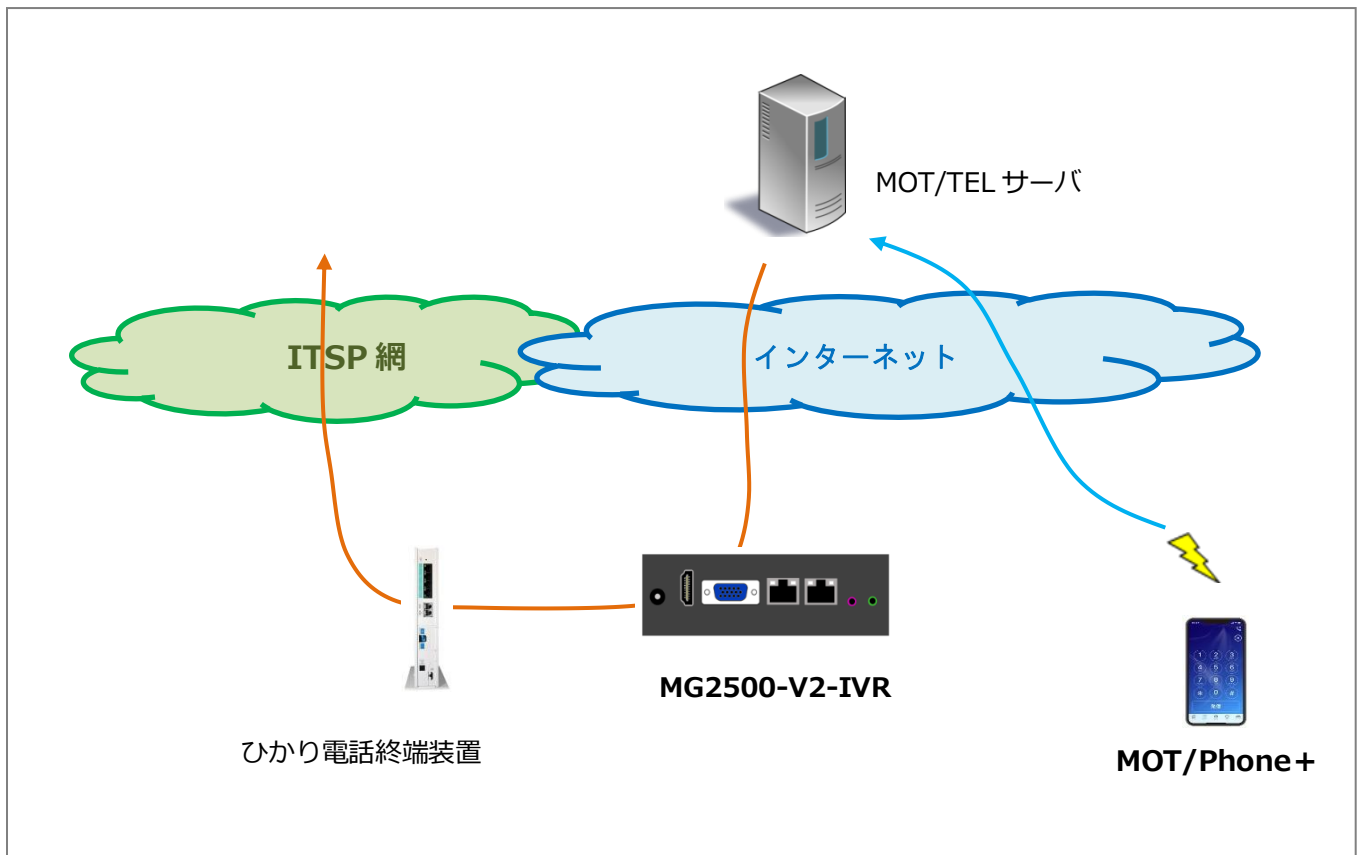 MOT/TEL サーバ
ITSP 網
インターネット
MG2500-V2-IVR
ひかり電話終端装置
MOT/Phone+